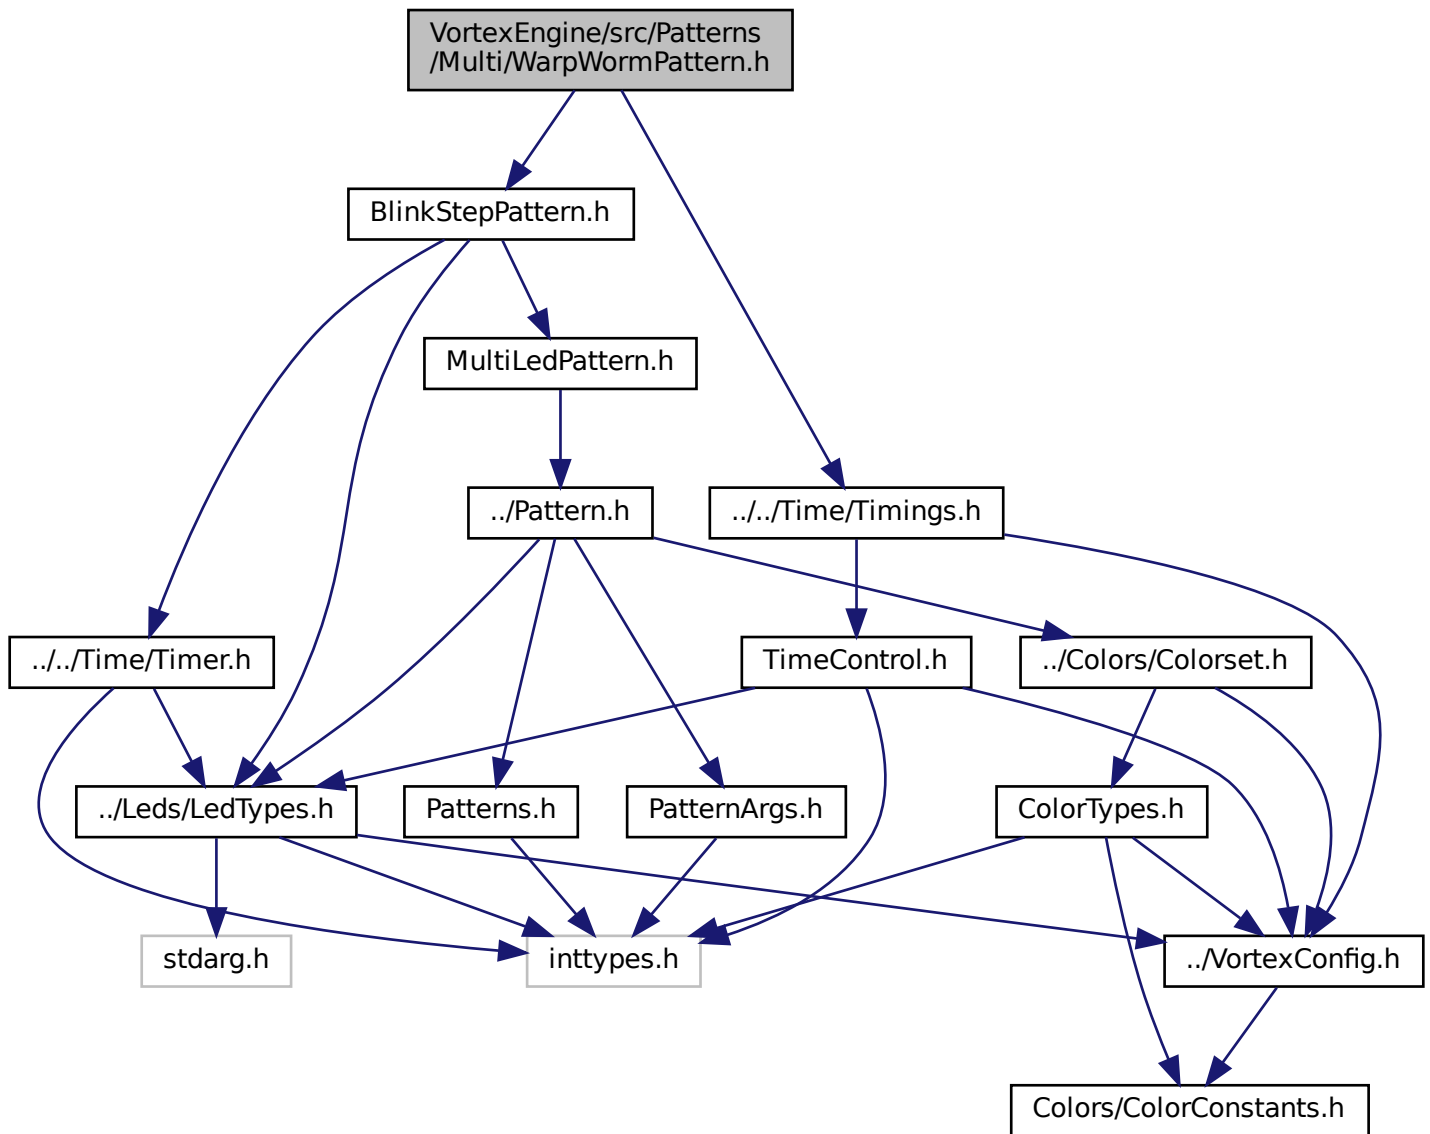 VortexEngine/src/Patterns
/Multi/WarpWormPattern.h
BlinkStepPattern.h
MultiLedPattern.h
../Pattern.h
../../Time/Timings.h
../../Time/Timer.h
TimeControl.h
../Colors/Colorset.h
../Leds/LedTypes.h
Patterns.h
PatternArgs.h
ColorTypes.h
stdarg.h
inttypes.h
../VortexConfig.h
Colors/ColorConstants.h